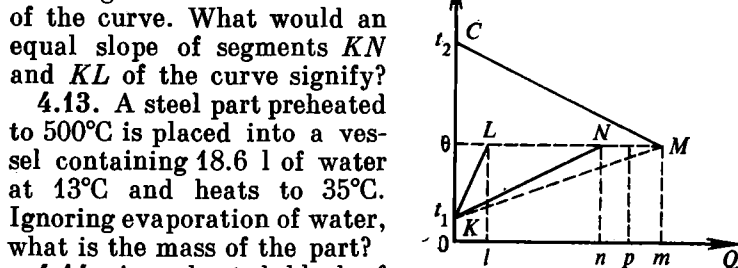 of the curve. What would an
equal slope of segments KN
and KL of the curve signify?
4.13. A steel part preheated
to 500°C is placed into a ves-
sel containing 18.6 l of water
at 13°C and heats to 35°C.
Ignoring evaporation of water,
what is the mass of the part?
t₂ C
θ L N M
t₁ K
0 l n p m Q